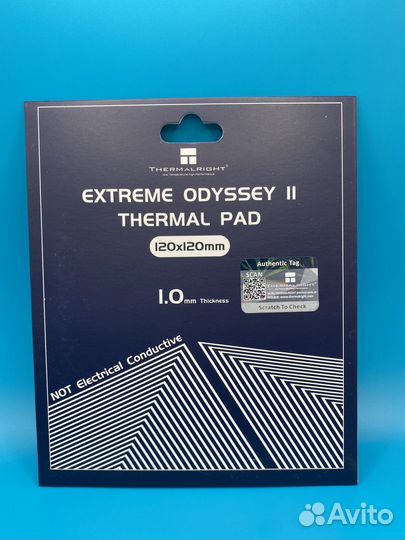 THERMALRIGHT®
EXTREME ODYSSEY II
THERMAL PAD
120x120mm
Authentic Tag
SCAN
THERMALRIGHT
Scratch To Check
1.0mm Thickness
NOT Electrical Conductive
Avito